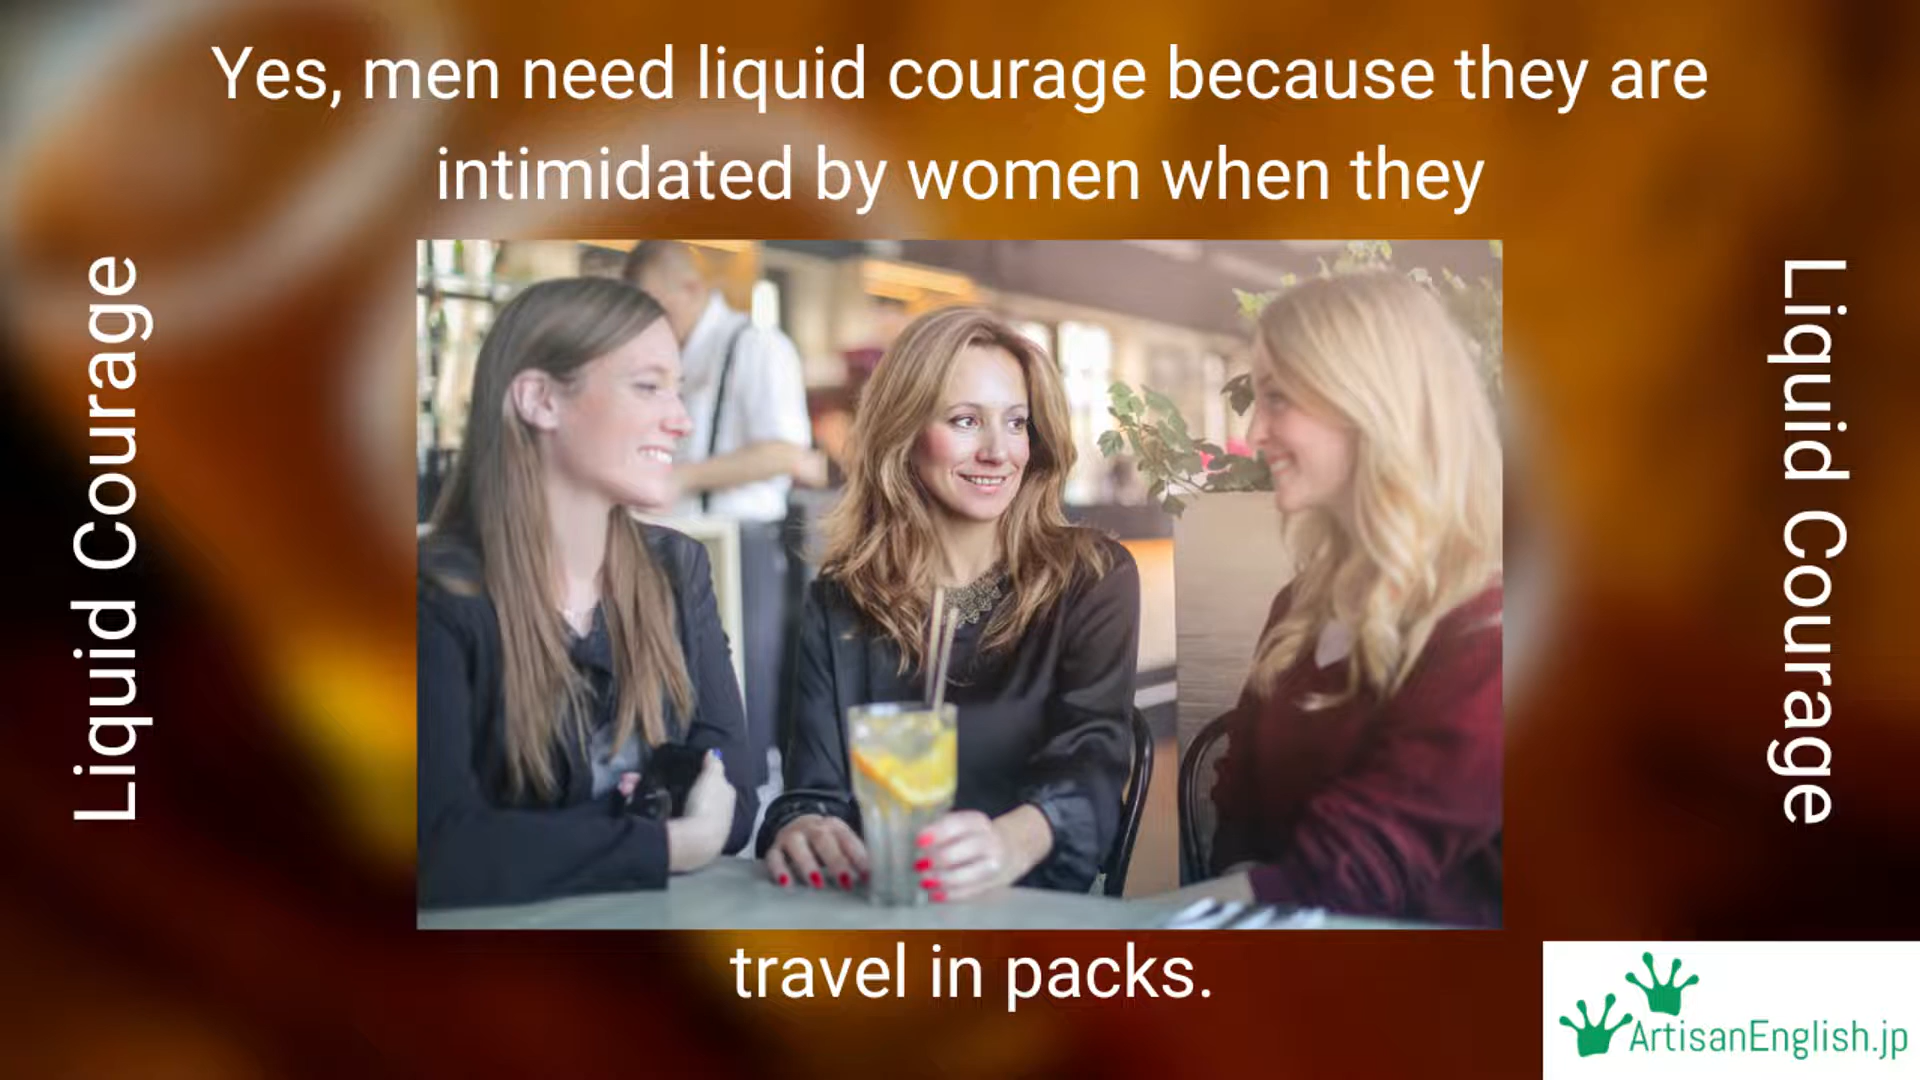 Yes, men need liquid courage because they are
intimidated by women when they
Liquid Courage
Liquid Courage
travel in packs.
ArtisanEnglish.jp